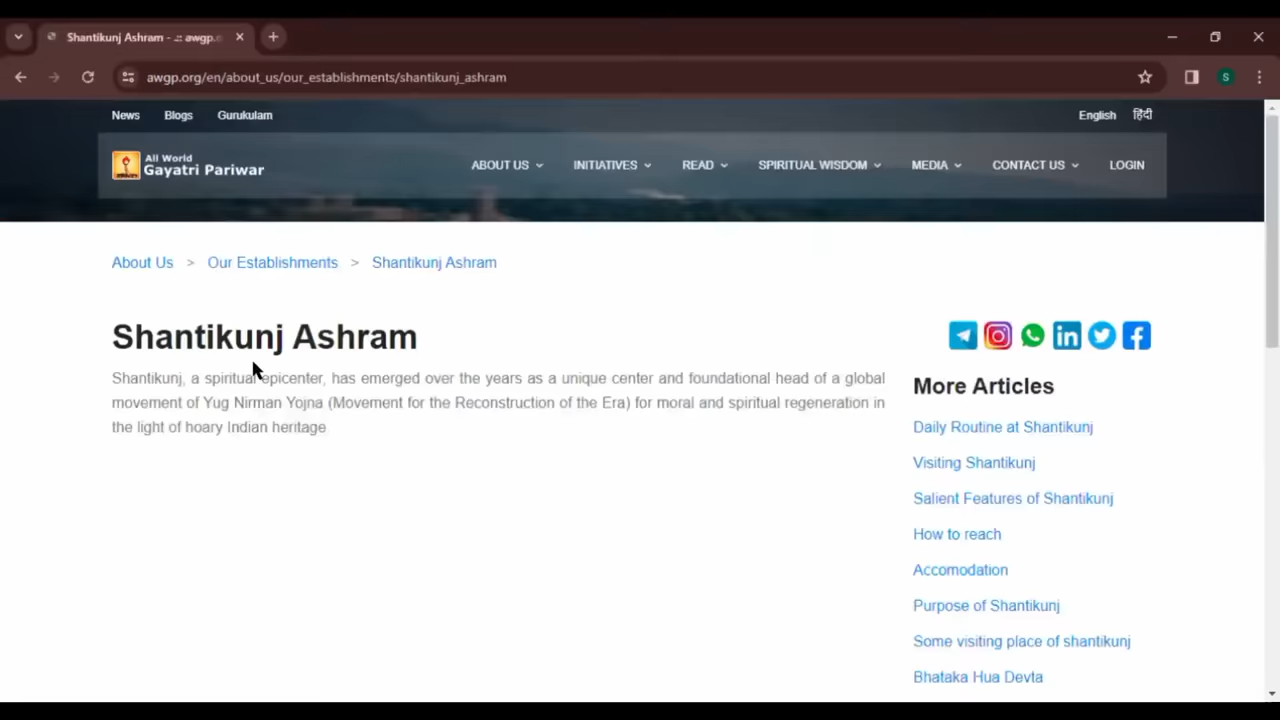 Shantikunj Ashram - .:: awgp.o
awgp.org/en/about_us/our_establishments/shantikunj_ashram
S
News Blogs Gurukulam English हिंदी
All World
Gayatri Pariwar
ABOUT US INITIATIVES READ SPIRITUAL WISDOM MEDIA CONTACT US LOGIN
About Us > Our Establishments > Shantikunj Ashram
Shantikunj Ashram
Shantikunj, a spiritual epicenter, has emerged over the years as a unique center and foundational head of a global
movement of Yug Nirman Yojna (Movement for the Reconstruction of the Era) for moral and spiritual regeneration in
the light of hoary Indian heritage
More Articles
Daily Routine at Shantikunj
Visiting Shantikunj
Salient Features of Shantikunj
How to reach
Accomodation
Purpose of Shantikunj
Some visiting place of shantikunj
Bhataka Hua Devta